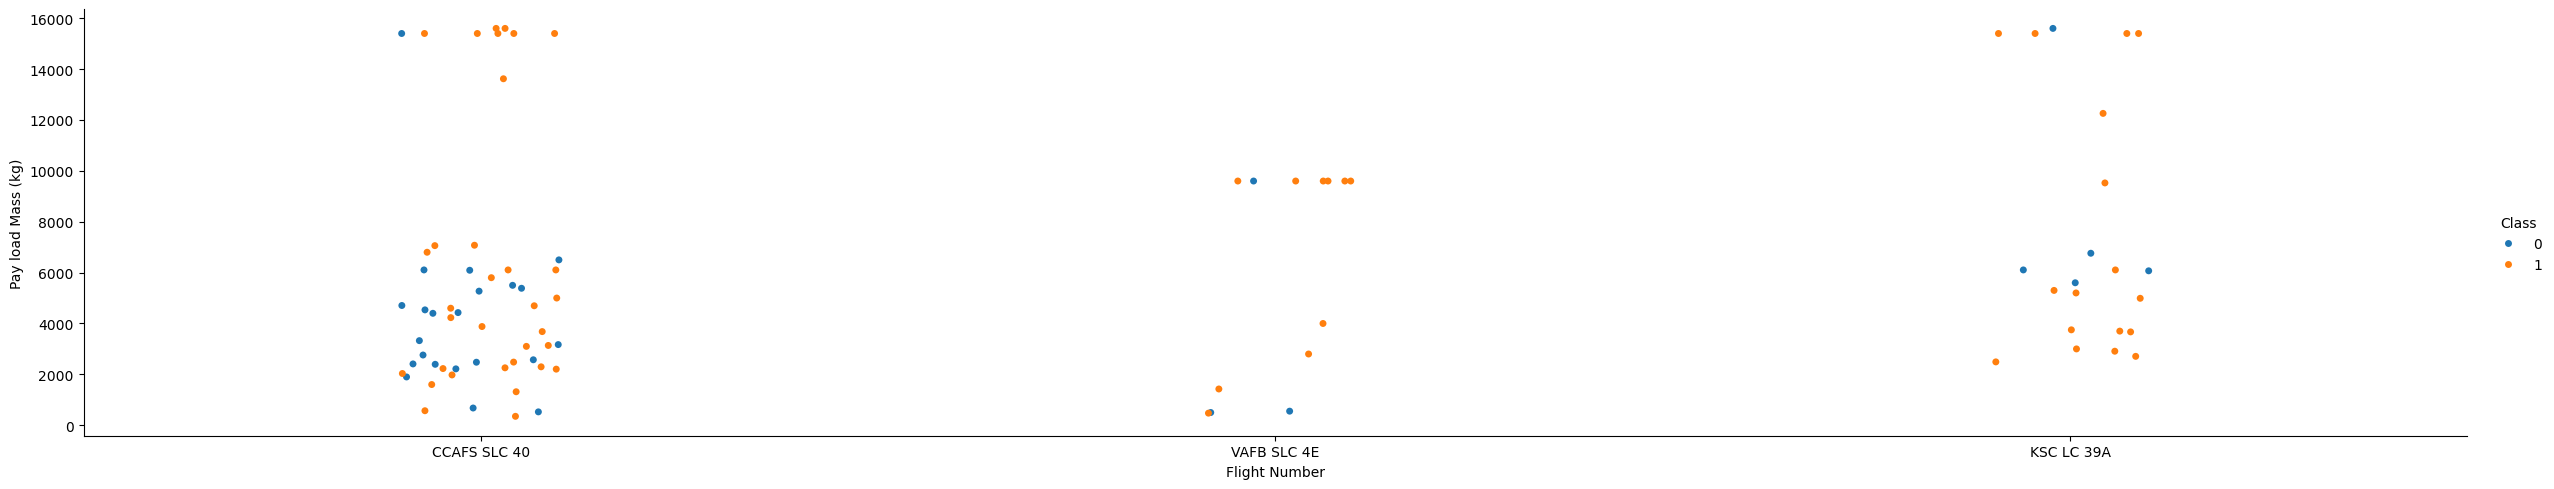 16000
14000
12000
10000
8000
6000
4000
2000
0
Pay load Mass (kg)
CCAFS SLC 40
VAFB SLC 4E
KSC LC 39A
Flight Number
Class
0
1